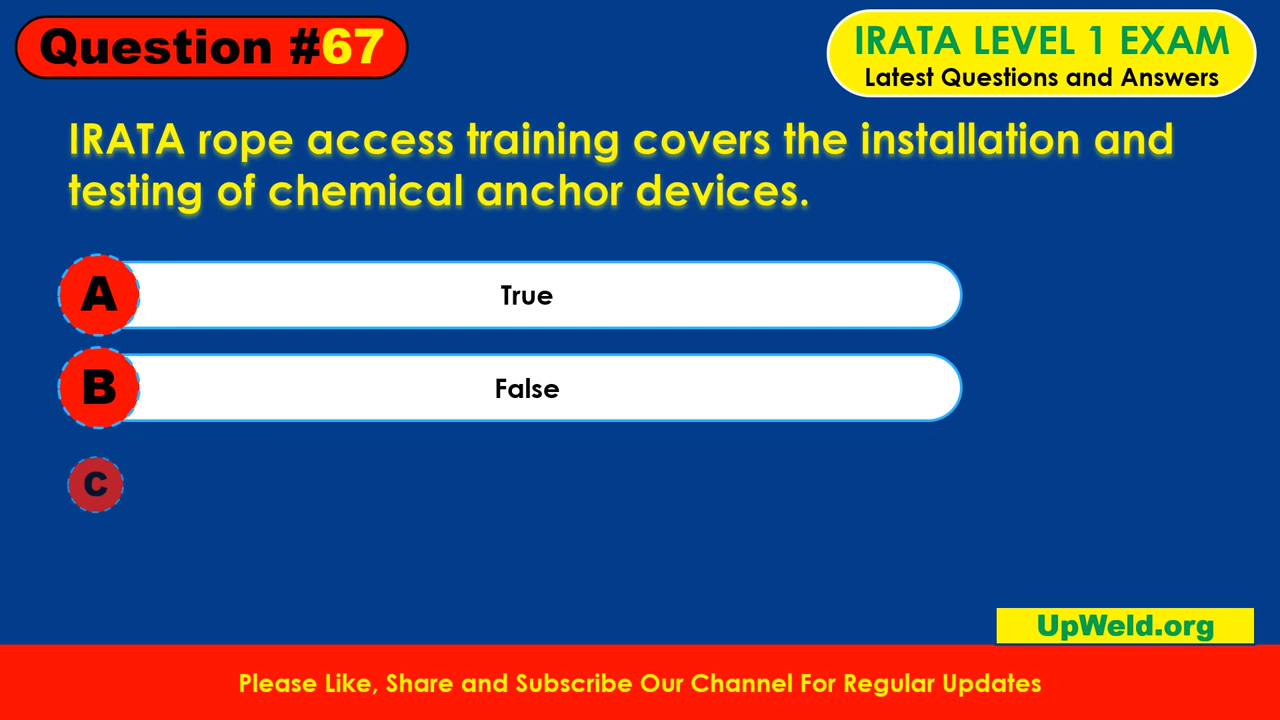 Question #67
IRATA LEVEL 1 EXAM
Latest Questions and Answers
IRATA rope access training covers the installation and
testing of chemical anchor devices.
A
True
B
False
C
UpWeld.org
Please Like, Share and Subscribe Our Channel For Regular Updates